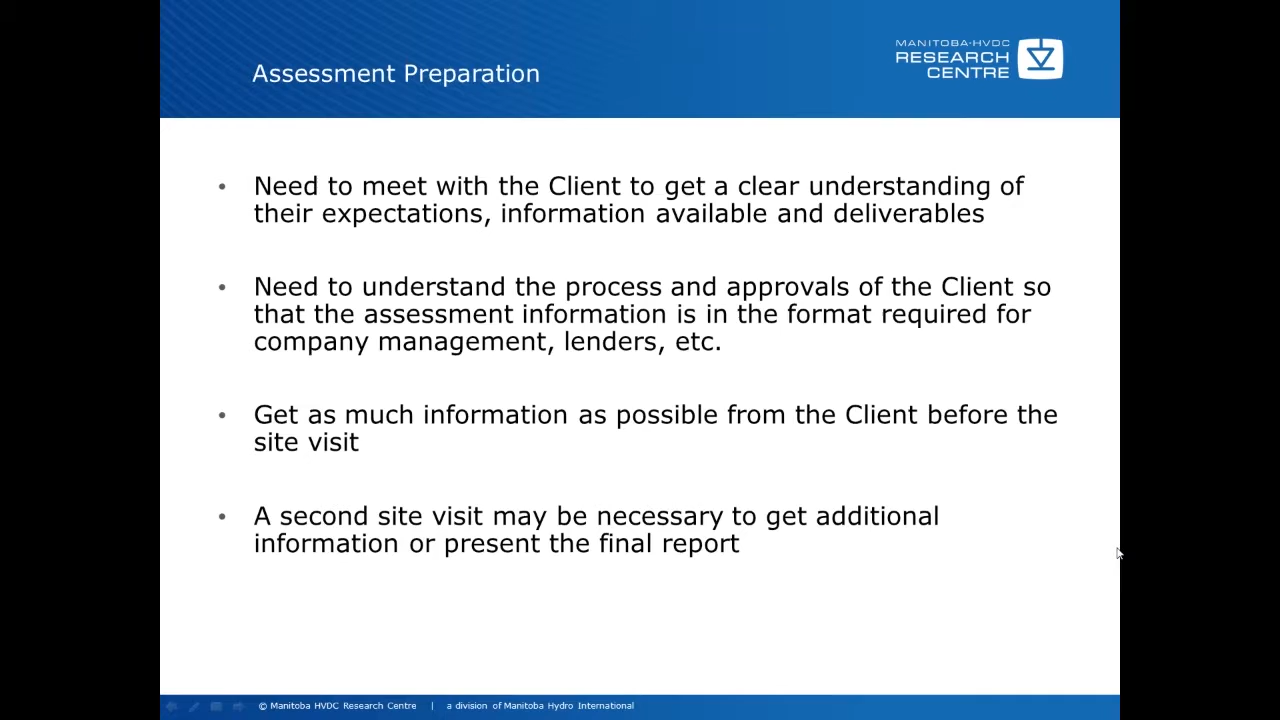 Assessment Preparation
MANITOBA·HVDC
RESEARCH
CENTRE
• Need to meet with the Client to get a clear understanding of
their expectations, information available and deliverables
• Need to understand the process and approvals of the Client so
that the assessment information is in the format required for
company management, lenders, etc.
• Get as much information as possible from the Client before the
site visit
• A second site visit may be necessary to get additional
information or present the final report
© Manitoba HVDC Research Centre | a division of Manitoba Hydro International